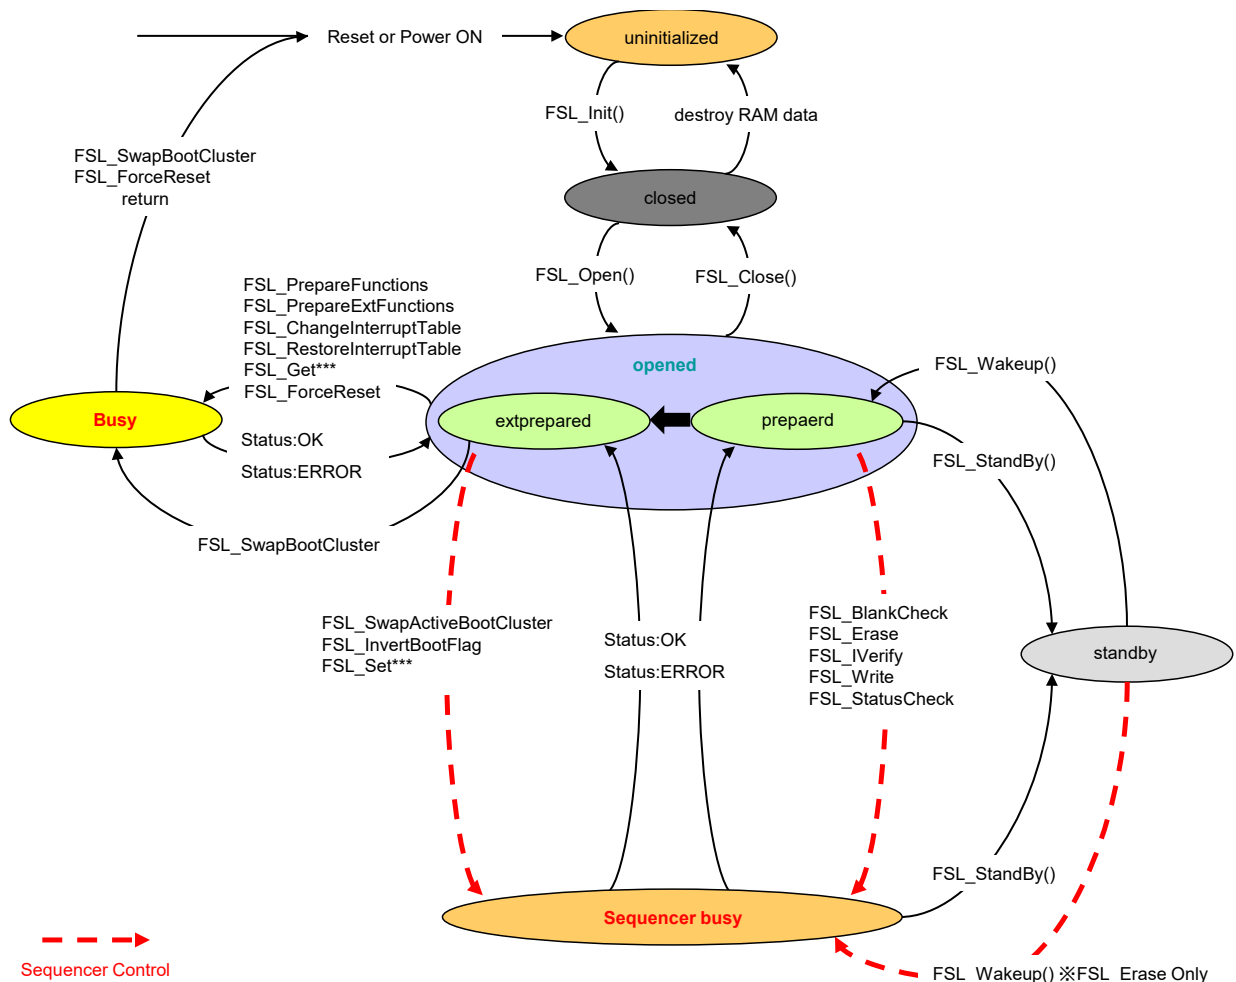 Reset or Power ON
uninitialized
FSL_Init()
destroy RAM data
FSL_SwapBootCluster
FSL_ForceReset
return
closed
FSL_Open()
FSL_Close()
FSL_PrepareFunctions
FSL_PrepareExtFunctions
FSL_ChangeInterruptTable
FSL_RestoreInterruptTable
FSL_Get***
FSL_ForceReset
opened
FSL_Wakeup()
Busy
extprepared
prepaerd
Status:OK
Status:ERROR
FSL_StandBy()
FSL_SwapBootCluster
FSL_SwapActiveBootCluster
FSL_InvertBootFlag
FSL_Set***
Status:OK
Status:ERROR
FSL_BlankCheck
FSL_Erase
FSL_IVerify
FSL_Write
FSL_StatusCheck
standby
FSL_StandBy()
Sequencer busy
Sequencer Control
FSL_Wakeup() ※FSL_Erase Only